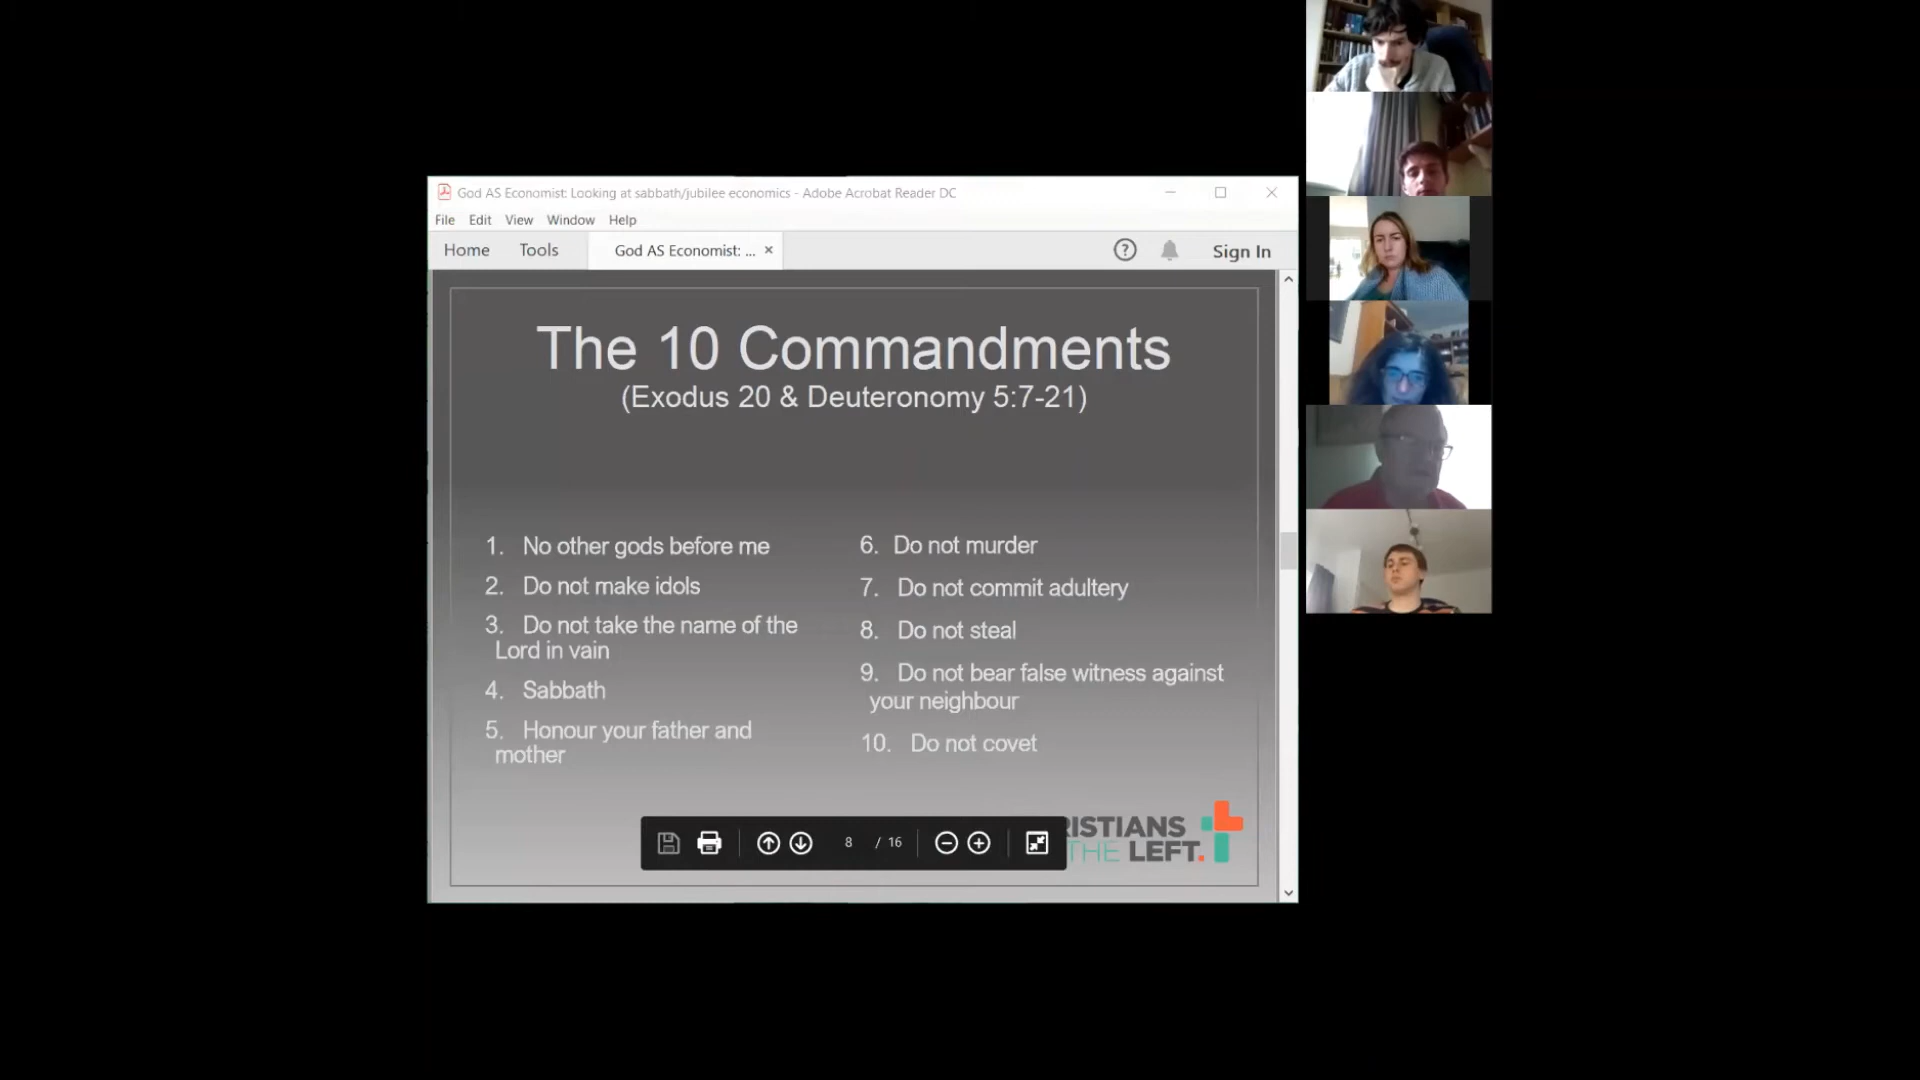 God AS Economist: Looking at sabbath/jubilee economics - Adobe Acrobat Reader DC
File Edit View Window Help
Home Tools God AS Economist: ... × Sign In
The 10 Commandments
(Exodus 20 & Deuteronomy 5:7-21)
1. No other gods before me
2. Do not make idols
3. Do not take the name of the
Lord in vain
4. Sabbath
5. Honour your father and
mother
6. Do not murder
7. Do not commit adultery
8. Do not steal
9. Do not bear false witness against
your neighbour
10. Do not covet
8 / 16
RISTIANS
THE LEFT.